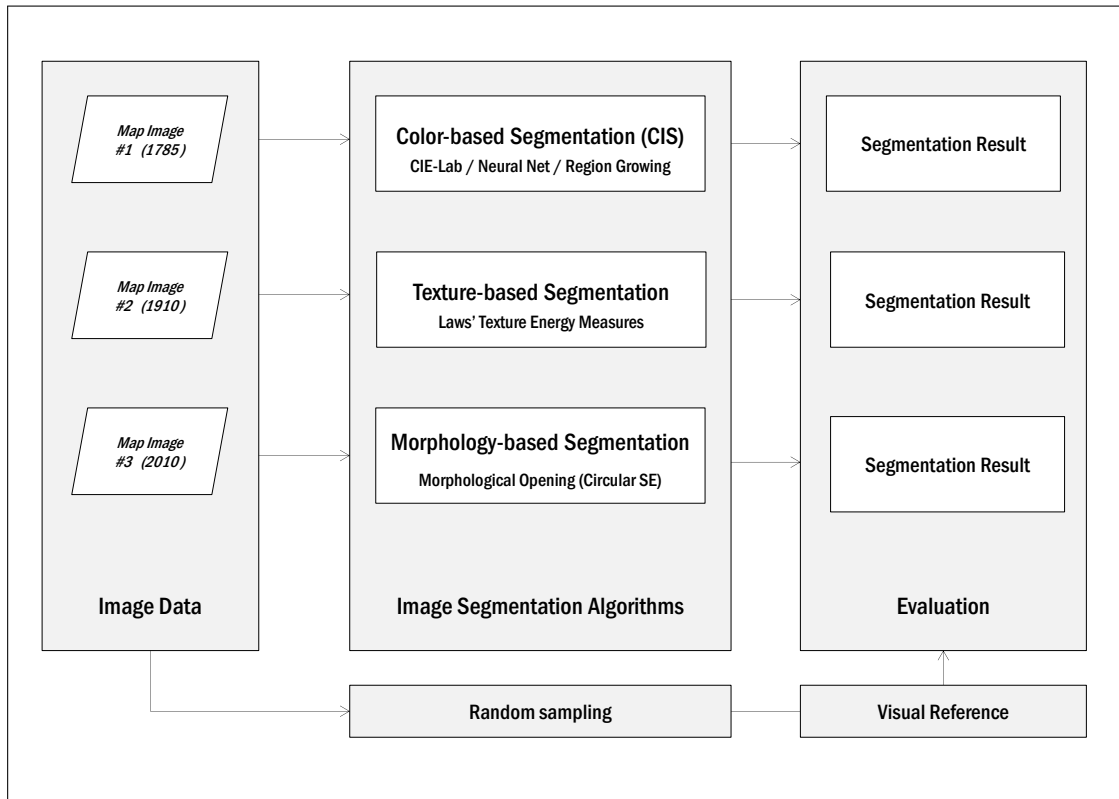 Map Image
#1 (1785)
Color-based Segmentation (CIS)
CIE-Lab / Neural Net / Region Growing
Segmentation Result
Map Image
#2 (1910)
Texture-based Segmentation
Laws' Texture Energy Measures
Segmentation Result
Map Image
#3 (2010)
Morphology-based Segmentation
Morphological Opening (Circular SE)
Segmentation Result
Image Data
Image Segmentation Algorithms
Evaluation
Random sampling
Visual Reference